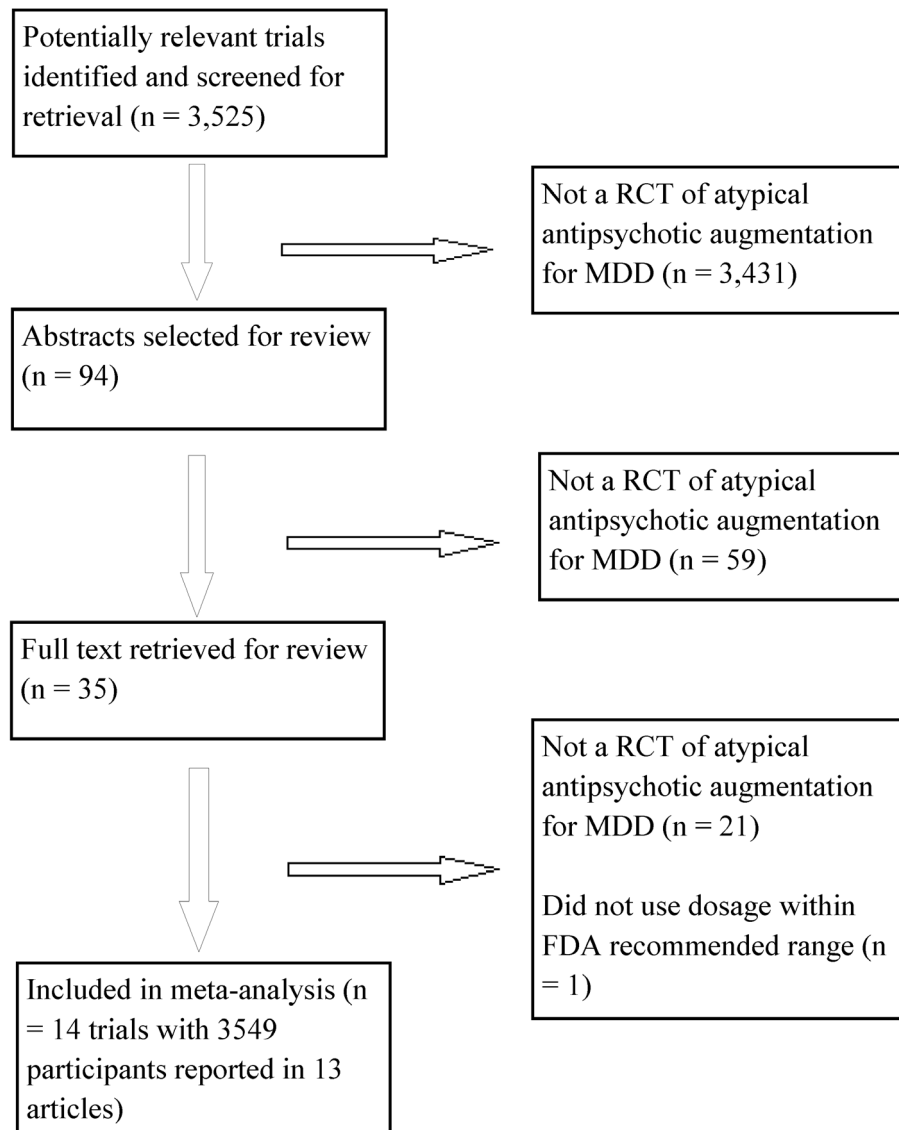 Potentially relevant trials
identified and screened for
retrieval (n = 3,525)
Not a RCT of atypical
antipsychotic augmentation
for MDD (n = 3,431)
Abstracts selected for review
(n = 94)
Not a RCT of atypical
antipsychotic augmentation
for MDD (n = 59)
Full text retrieved for review
(n = 35)
Not a RCT of atypical
antipsychotic augmentation
for MDD (n = 21)
Did not use dosage within
FDA recommended range (n
= 1)
Included in meta-analysis (n
= 14 trials with 3549
participants reported in 13
articles)